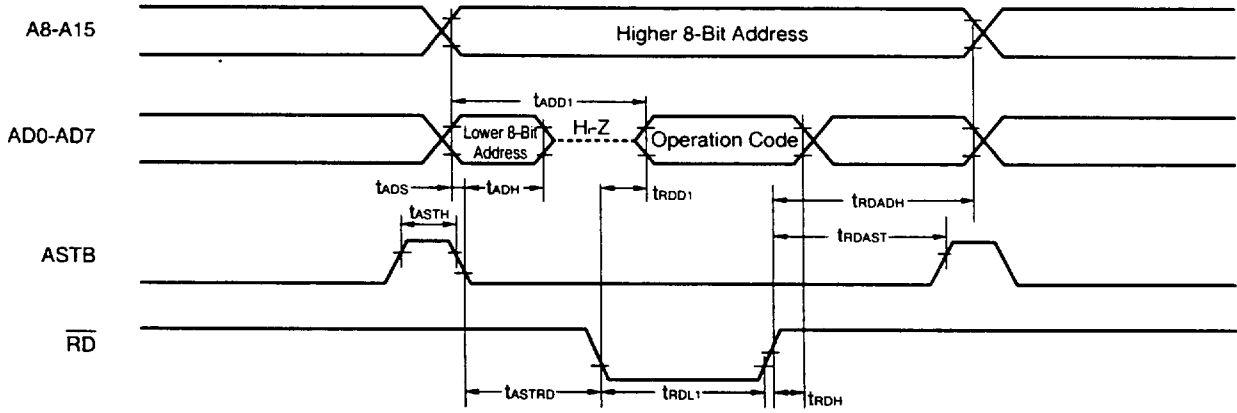 A8-A15
Higher 8-Bit Address
tADD1
AD0-AD7
Lower 8-Bit
Address
Hi-Z
Operation Code
tADS
tADH
tRDD1
tRDADH
tASTH
tRDAST
ASTB
RD
tASTRD
tRDL1
tRDH